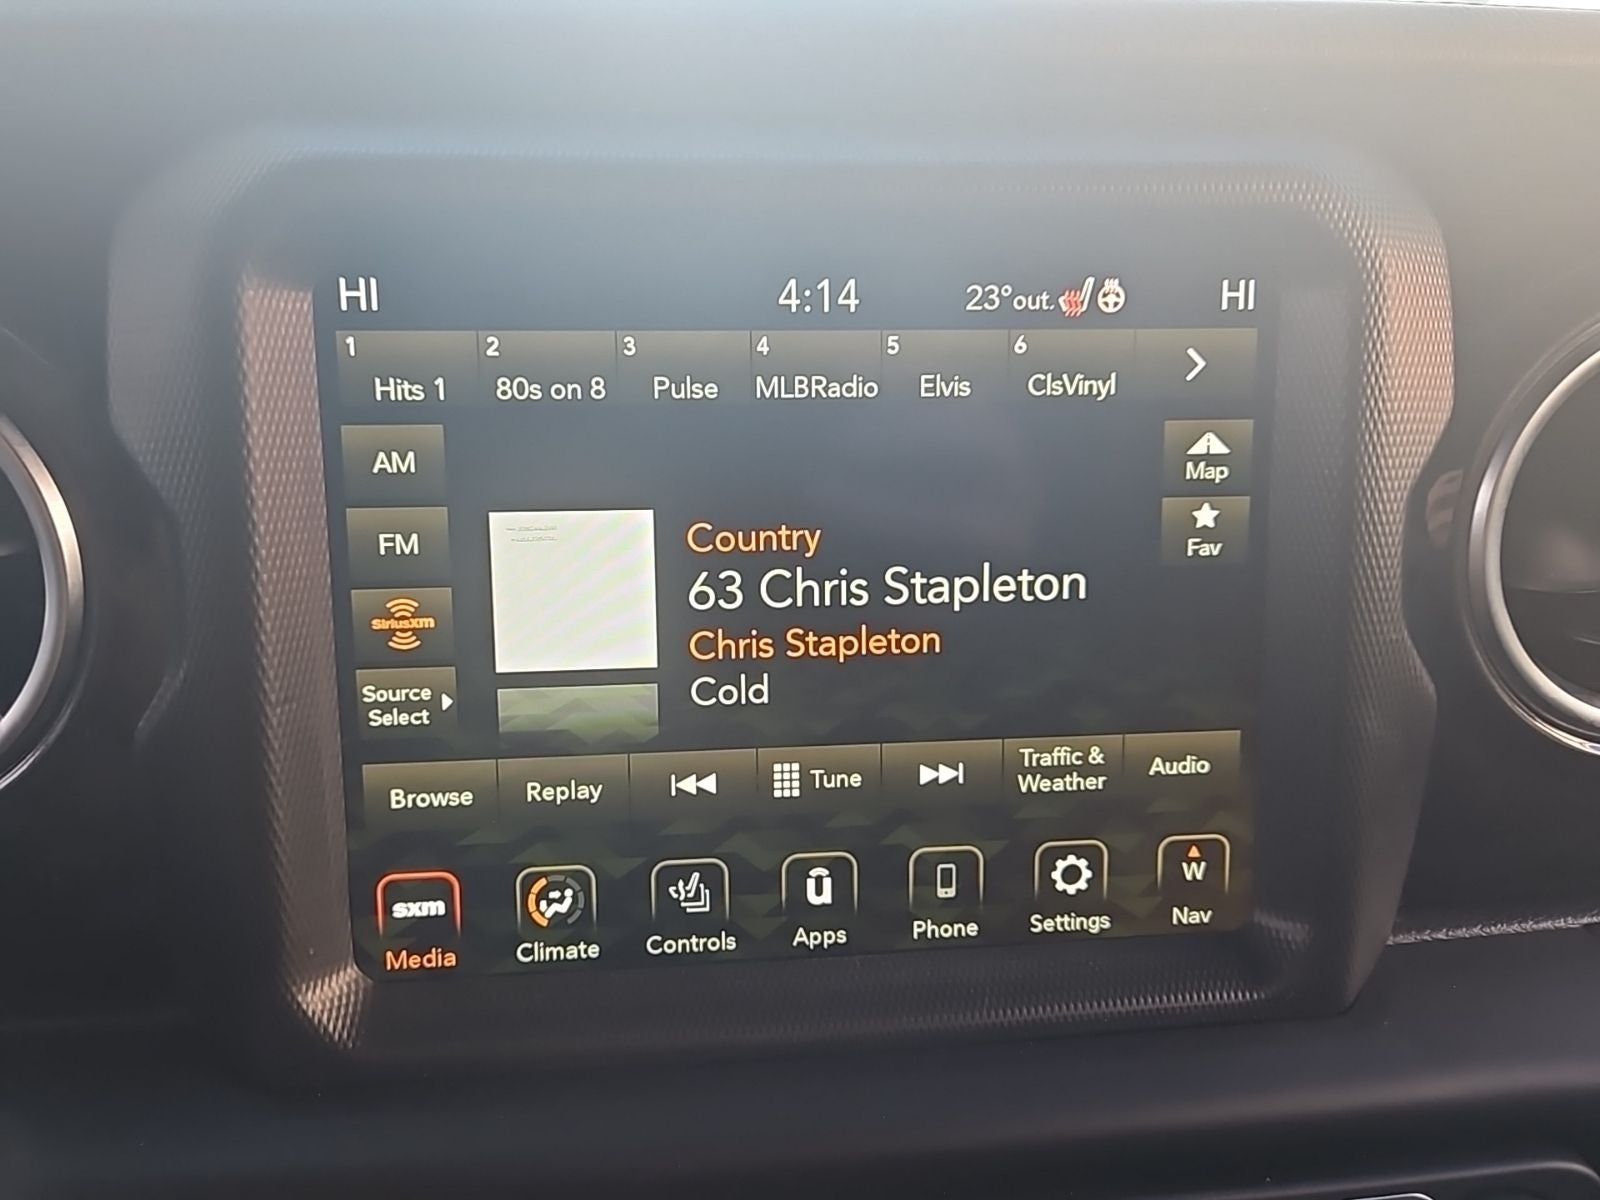 HI 4:14 23°out. HI
1 2 3 4 5 6
Hits 1 80s on 8 Pulse MLBRadio Elvis ClsVinyl
AM
Map
FM
Fav
SiriusXm
Source
Select
Country
63 Chris Stapleton
Chris Stapleton
Cold
Browse Replay Tune Traffic &
Weather Audio
sxm
Media Climate Controls
ū
Apps Phone Settings
W
Nav